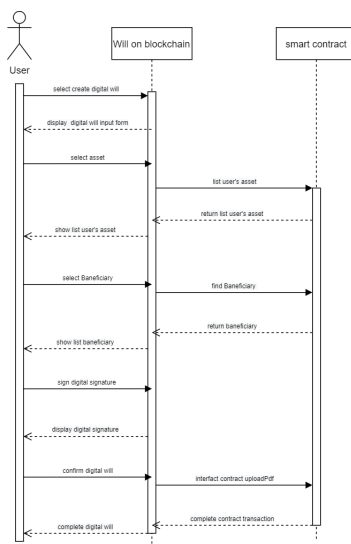 User
Will on blockchain
smart contract
select create digital will
display digital will input form
select asset
list user's asset
return list user's asset
show list user's asset
select Baneficiary
find Baneficiary
return baneficiary
show list baneficiary
sign digital signature
display digital signature
confirm digital will
interfact contract uploadPdf
complete contract transaction
complete digital will